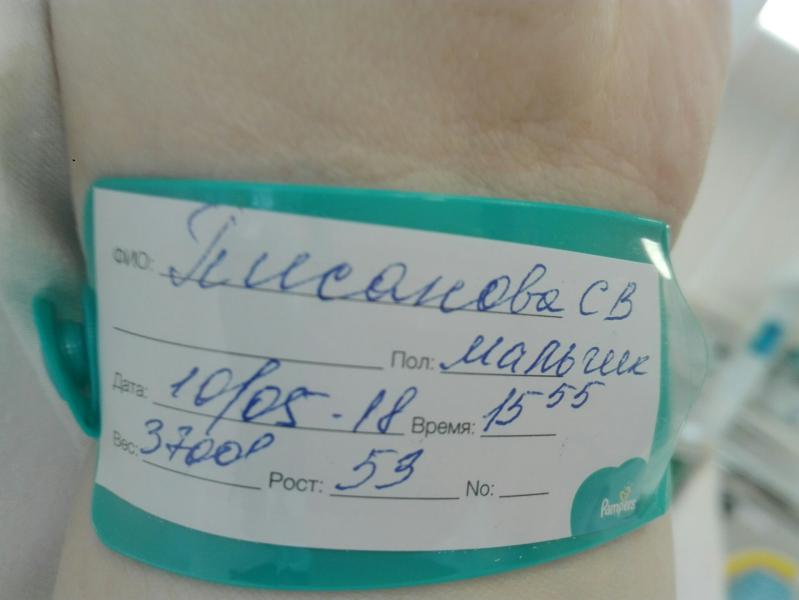 ФИО: Писанова С В
Пол: мальчик
Дата: 10/05-18 Время: 15 55
Вес: 3700г Рост: 53 No:
Pampers